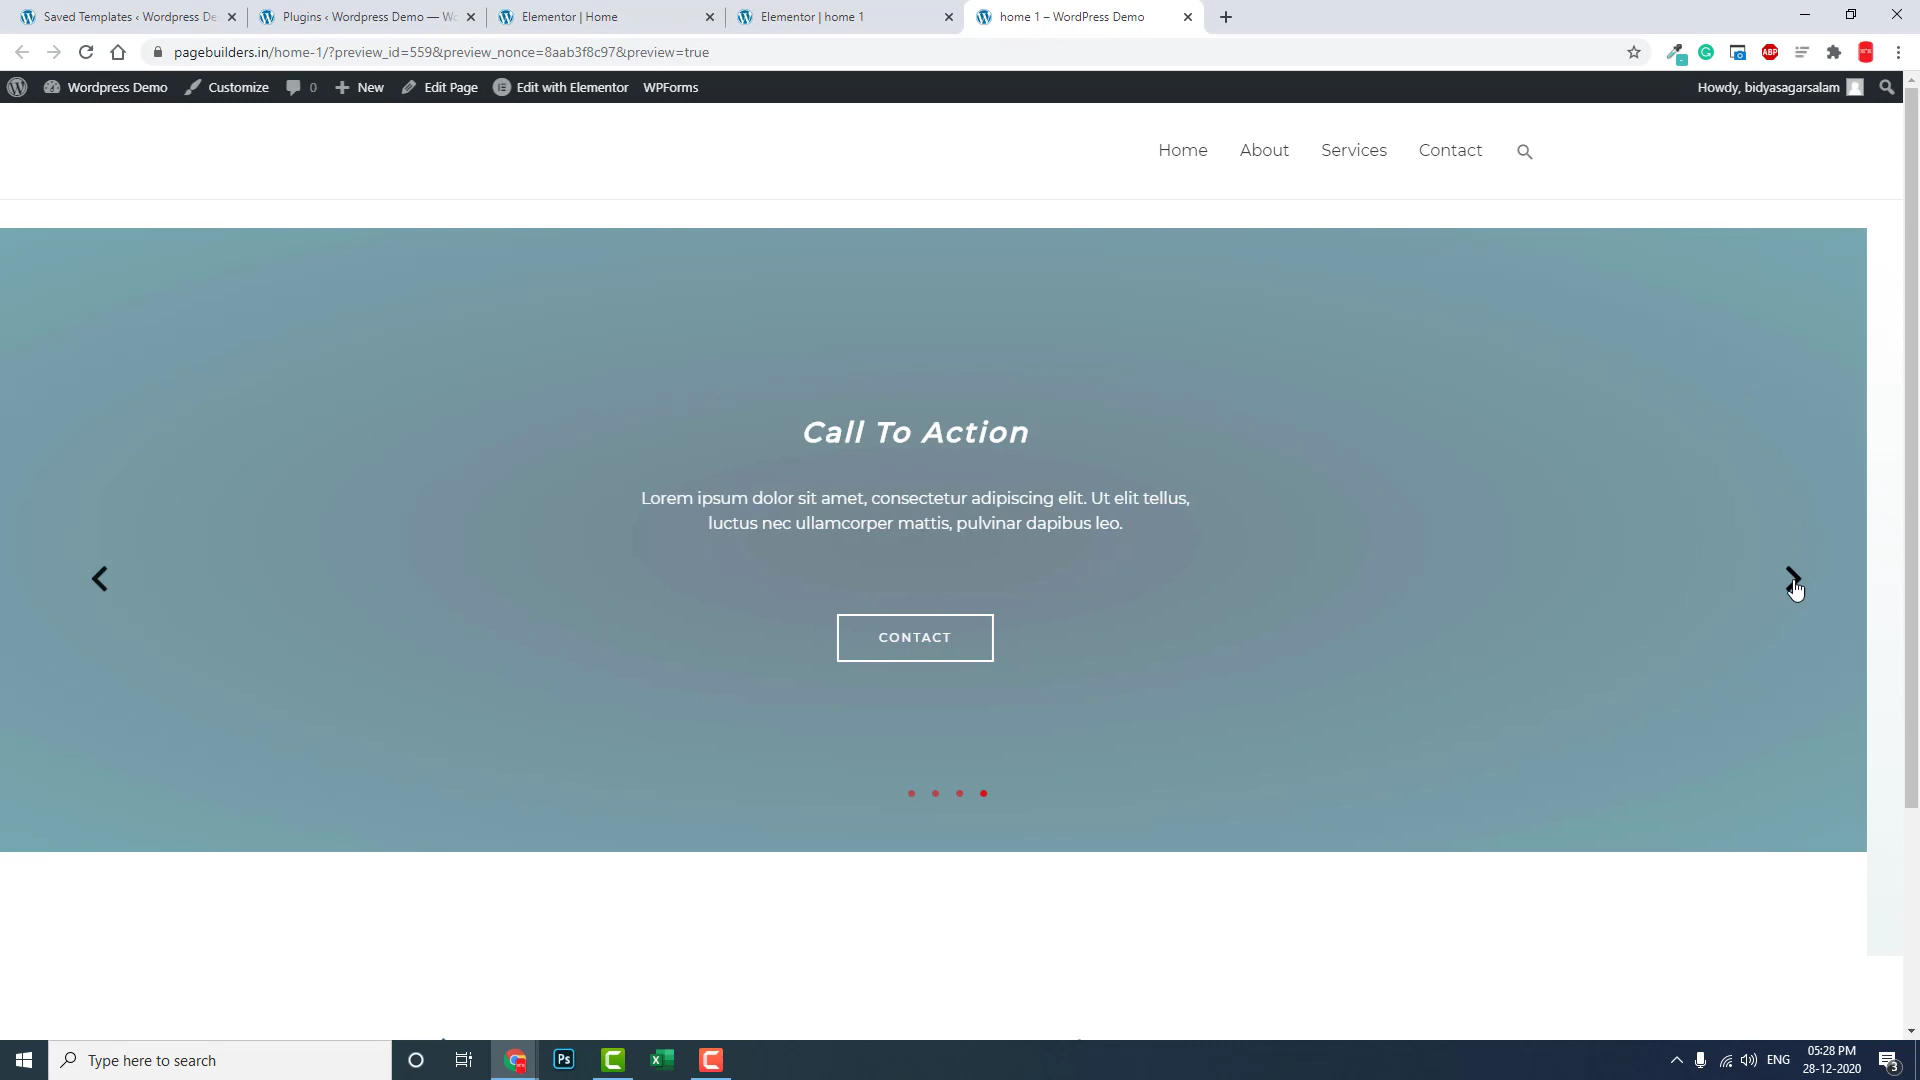 Saved Templates ‹ Wordpress De
Plugins ‹ Wordpress Demo — Wo
Elementor | Home
Elementor | home 1
home 1 – WordPress Demo
pagebuilders.in/home-1/?preview_id=559&preview_nonce=8aab3f8c97&preview=true
ABP
Wordpress Demo
Customize
0
New
Edit Page
Edit with Elementor
WPForms
Howdy, bidyasagarsalam
Home
About
Services
Contact
Call To Action
Lorem ipsum dolor sit amet, consectetur adipiscing elit. Ut elit tellus,
luctus nec ullamcorper mattis, pulvinar dapibus leo.
CONTACT
Type here to search
Ps
ENG
05:28 PM
28-12-2020
3